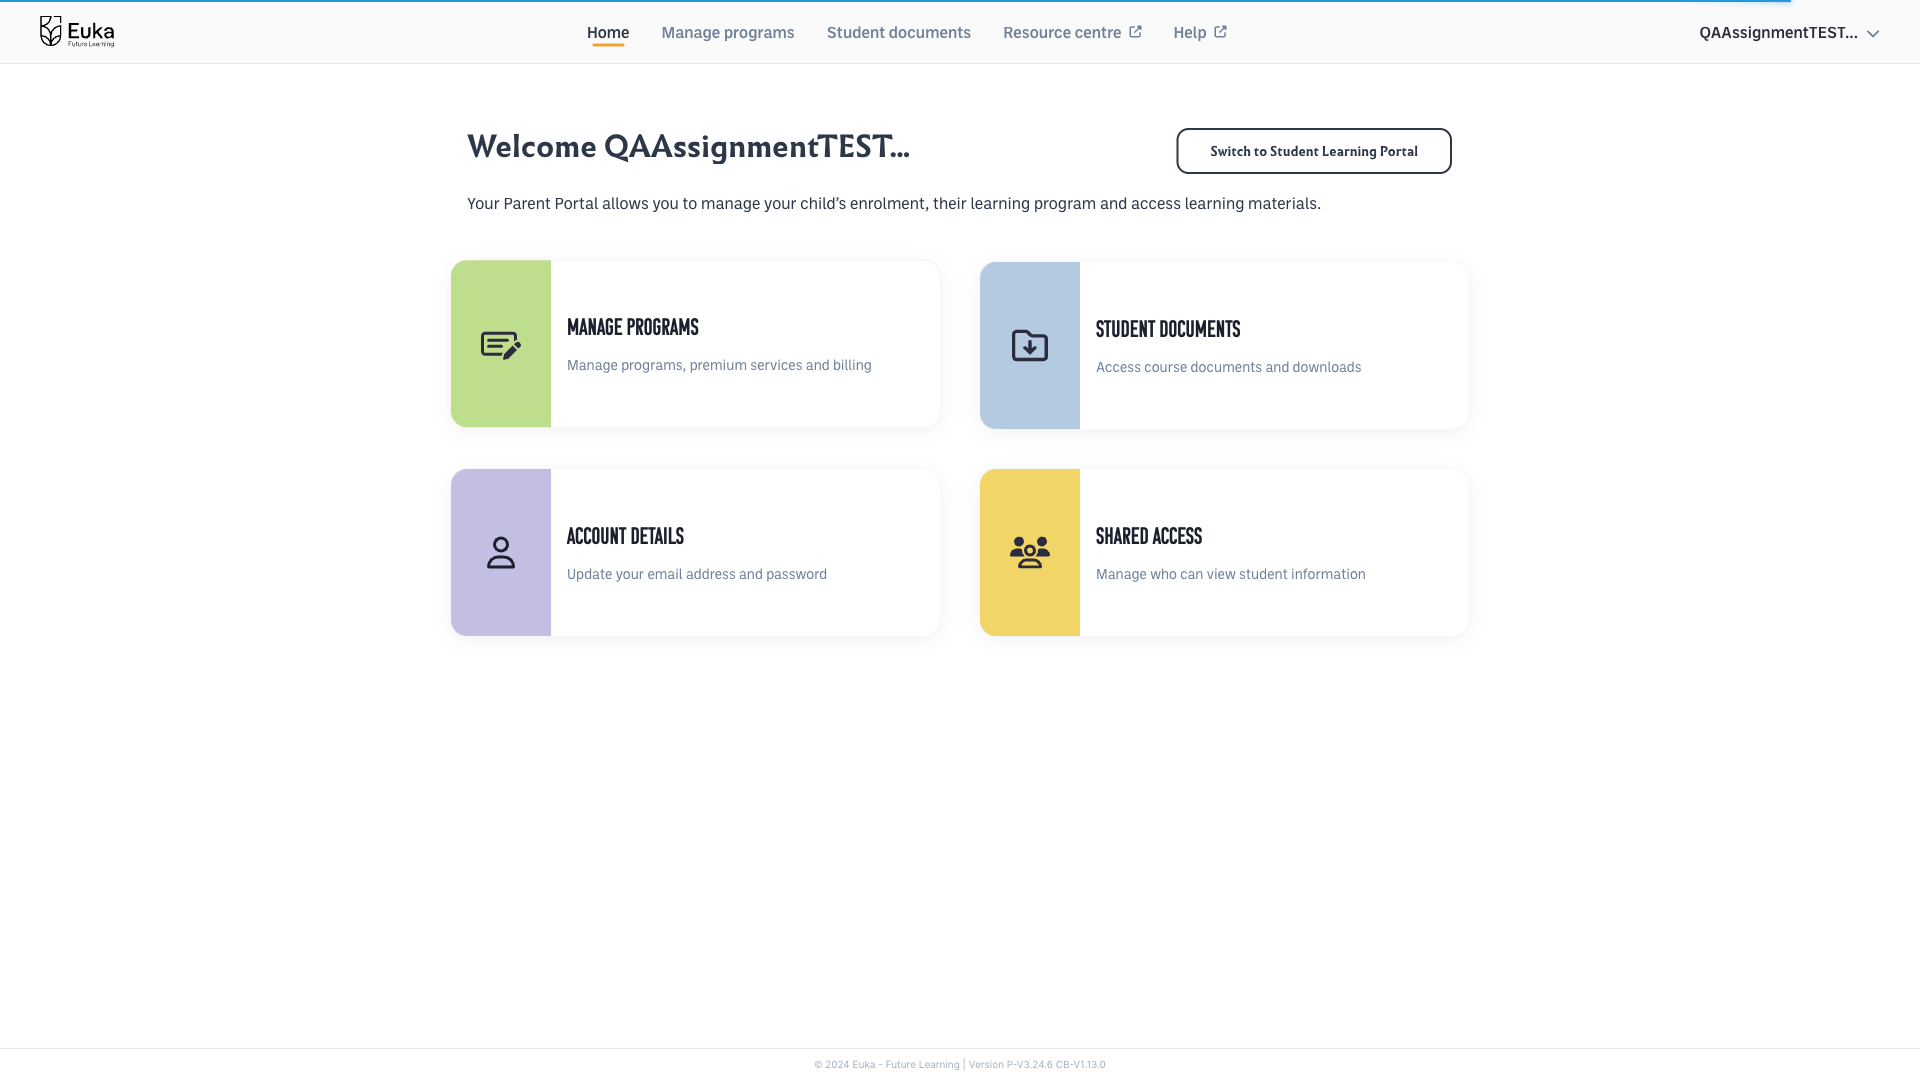 Euka
Future Learning
Home
Manage programs
Student documents
Resource centre
Help
QAAssignmentTEST...
Welcome QAAssignmentTEST...
Switch to Student Learning Portal
Your Parent Portal allows you to manage your child’s enrolment, their learning program and access learning materials.
MANAGE PROGRAMS
Manage programs, premium services and billing
STUDENT DOCUMENTS
Access course documents and downloads
ACCOUNT DETAILS
Update your email address and password
SHARED ACCESS
Manage who can view student information
© 2024 Euka - Future Learning | Version P-V3.24.6 CB-V1.13.0